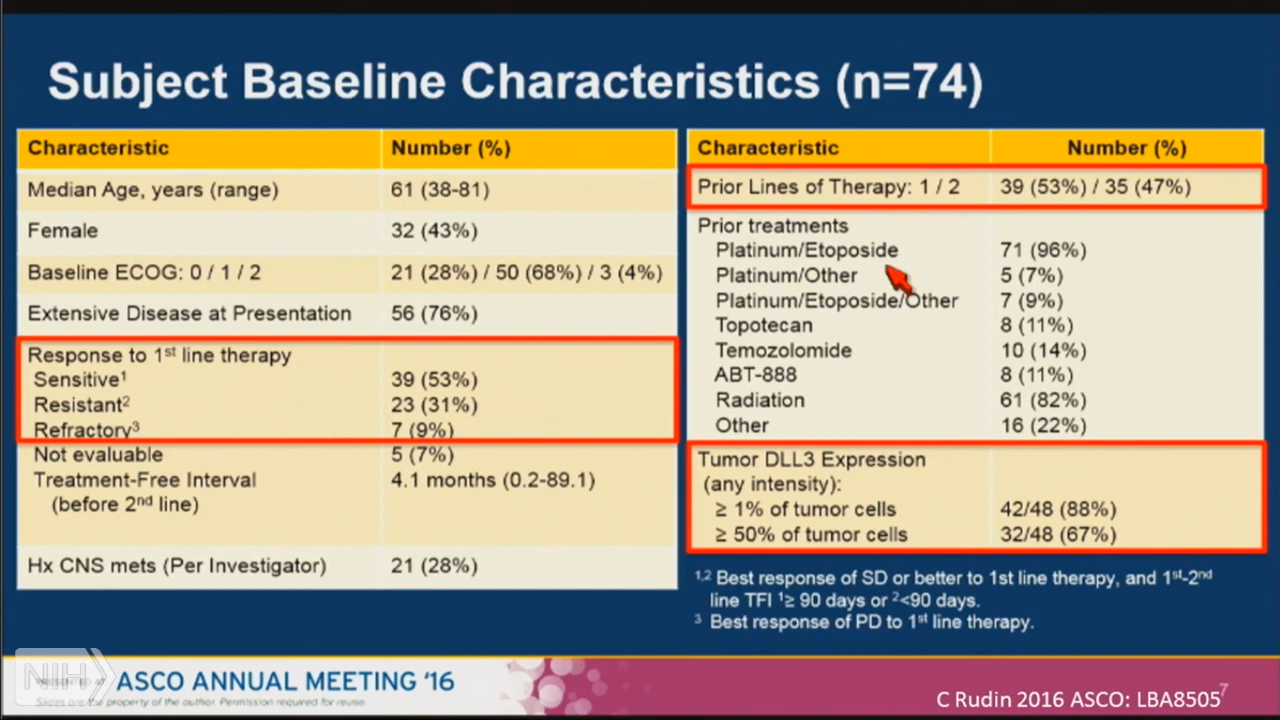 Subject Baseline Characteristics (n=74)
Characteristic Number (%)
Median Age, years (range) 61 (38-81)
Female 32 (43%)
Baseline ECOG: 0 / 1 / 2 21 (28%) / 50 (68%) / 3 (4%)
Extensive Disease at Presentation 56 (76%)
Response to 1st line therapy
Sensitive¹ 39 (53%)
Resistant² 23 (31%)
Refractory³ 7 (9%)
Not evaluable 5 (7%)
Treatment-Free Interval 4.1 months (0.2-89.1)
(before 2nd line)
Hx CNS mets (Per Investigator) 21 (28%)
Characteristic Number (%)
Prior Lines of Therapy: 1 / 2 39 (53%) / 35 (47%)
Prior treatments
Platinum/Etoposide 71 (96%)
Platinum/Other 5 (7%)
Platinum/Etoposide/Other 7 (9%)
Topotecan 8 (11%)
Temozolomide 10 (14%)
ABT-888 8 (11%)
Radiation 61 (82%)
Other 16 (22%)
Tumor DLL3 Expression
(any intensity):
≥ 1% of tumor cells 42/48 (88%)
≥ 50% of tumor cells 32/48 (67%)
1,2 Best response of SD or better to 1st line therapy, and 1st-2nd
line TFI ¹≥ 90 days or ²<90 days.
³ Best response of PD to 1st line therapy.
NIH
PRESENTED AT ASCO ANNUAL MEETING ‘16
Slides are the property of the author. Permission required for reuse.
7
C Rudin 2016 ASCO: LBA8505